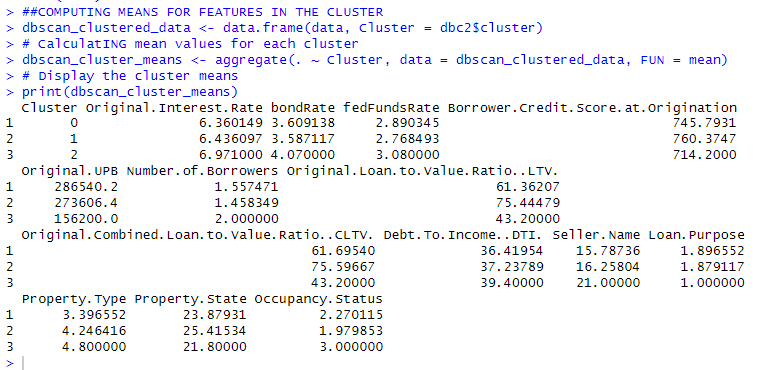 > ##COMPUTING MEANS FOR FEATURES IN THE CLUSTER
> dbscan_clustered_data <- data.frame(data, Cluster = dbc2$cluster)
> # CalculatING mean values for each cluster
> dbscan_cluster_means <- aggregate(. ~ Cluster, data = dbscan_clustered_data, FUN = mean)
> # Display the cluster means
> print(dbscan_cluster_means)
  Cluster Original.Interest.Rate bondRate fedFundsRate Borrower.Credit.Score.at.Origination
1       0               6.360149 3.609138     2.890345                             745.7931
2       1               6.436097 3.587117     2.768493                             760.3747
3       2               6.971000 4.070000     3.080000                             714.2000
  Original.UPB Number.of.Borrowers Original.Loan.to.Value.Ratio..LTV.
1     286540.2            1.557471                           61.36207
2     273606.4            1.458349                           75.44479
3     156200.0            2.000000                           43.20000
  Original.Combined.Loan.to.Value.Ratio..CLTV. Debt.To.Income..DTI. Seller.Name Loan.Purpose
1                                     61.69540             36.41954    15.78736     1.896552
2                                     75.59667             37.23789    16.25804     1.879117
3                                     43.20000             39.40000    21.00000     1.000000
  Property.Type Property.State Occupancy.Status
1      3.396552       23.87931         2.270115
2      4.246416       25.41534         1.979853
3      4.800000       21.80000         3.000000
>